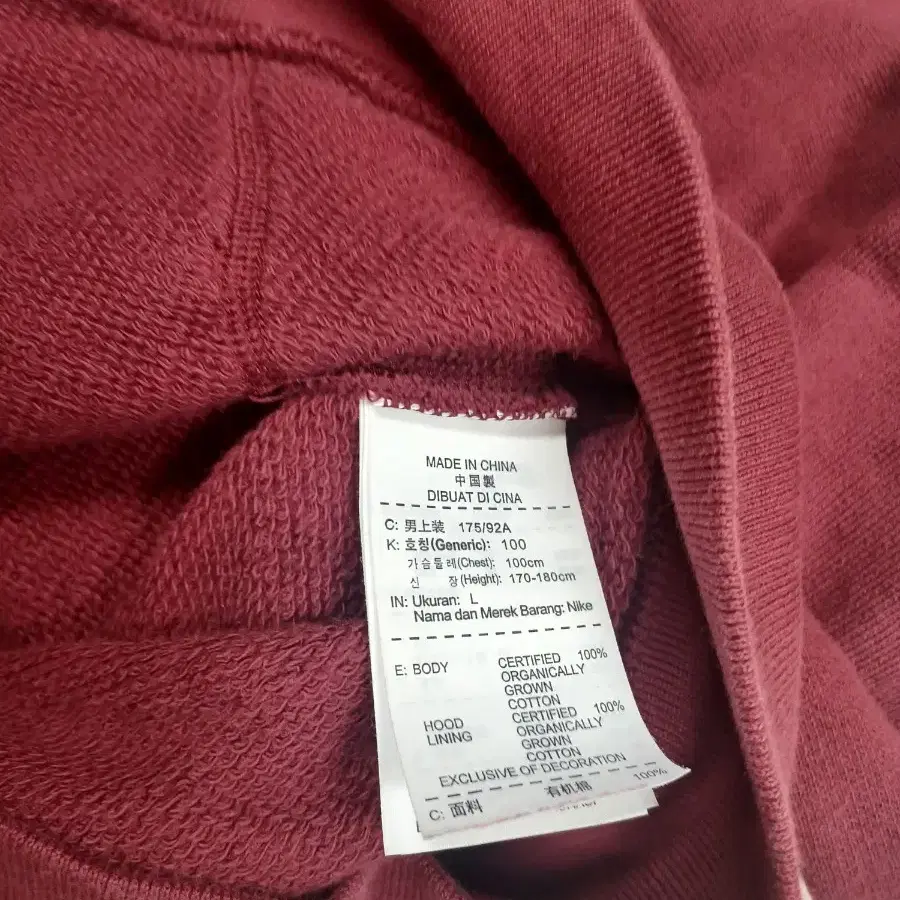 MADE IN CHINA
中国製
DIBUAT DI CINA
C: 男上装 175/92A
K: 호칭(Generic): 100
가슴둘레(Chest): 100cm
신 장(Height): 170-180cm
IN: Ukuran: L
Nama dan Merek Barang: Nike
E: BODY CERTIFIED 100%
ORGANICALLY
GROWN
COTTON
HOOD CERTIFIED 100%
LINING ORGANICALLY
GROWN
COTTON
EXCLUSIVE OF DECORATION
C: 面料 有机棉 100%